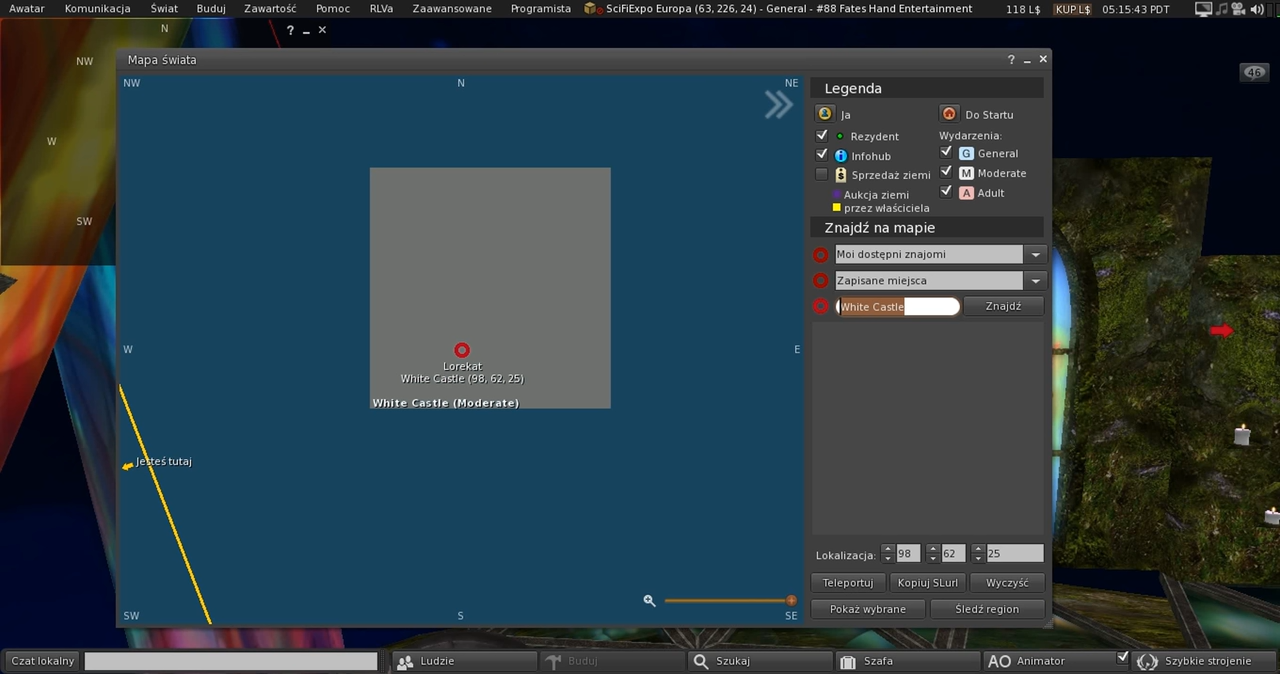 Awatar Komunikacja Świat Buduj Zawartość Pomoc RLVa Zaawansowane Programista SciFiExpo Europa (63, 226, 24) - General - #88 Fates Hand Entertainment 118 L$ KUP L$ 05:15:43 PDT
N
? _ ×
NW
W
SW
46
Mapa świata
? _ ×
NW N NE
W E
SW S SE
Lorekat
White Castle (98, 62, 25)
White Castle (Moderate)
Jesteś tutaj
Legenda
Ja Do Startu
Rezydent Wydarzenia:
Infohub G General
$ Sprzedaż ziemi M Moderate
Aukcja ziemi A Adult
przez właściciela
Znajdź na mapie
Moi dostępni znajomi
Zapisane miejsca
White Castle Znajdź
Lokalizacja: 98 62 25
Teleportuj Kopiuj SLurl Wyczyść
Pokaż wybrane Śledź region
Czat lokalny Ludzie Buduj Szukaj Szafa AO Animator Szybkie strojenie